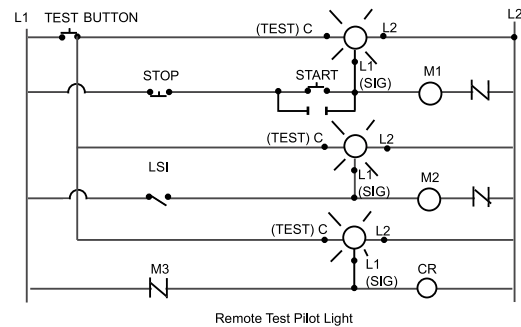 L1 TEST BUTTON (TEST) C L2 L2
STOP START L1 (SIG) M1
(TEST) C L2
LSI L1 (SIG) M2
(TEST) C L2
M3 L1 (SIG) CR
Remote Test Pilot Light